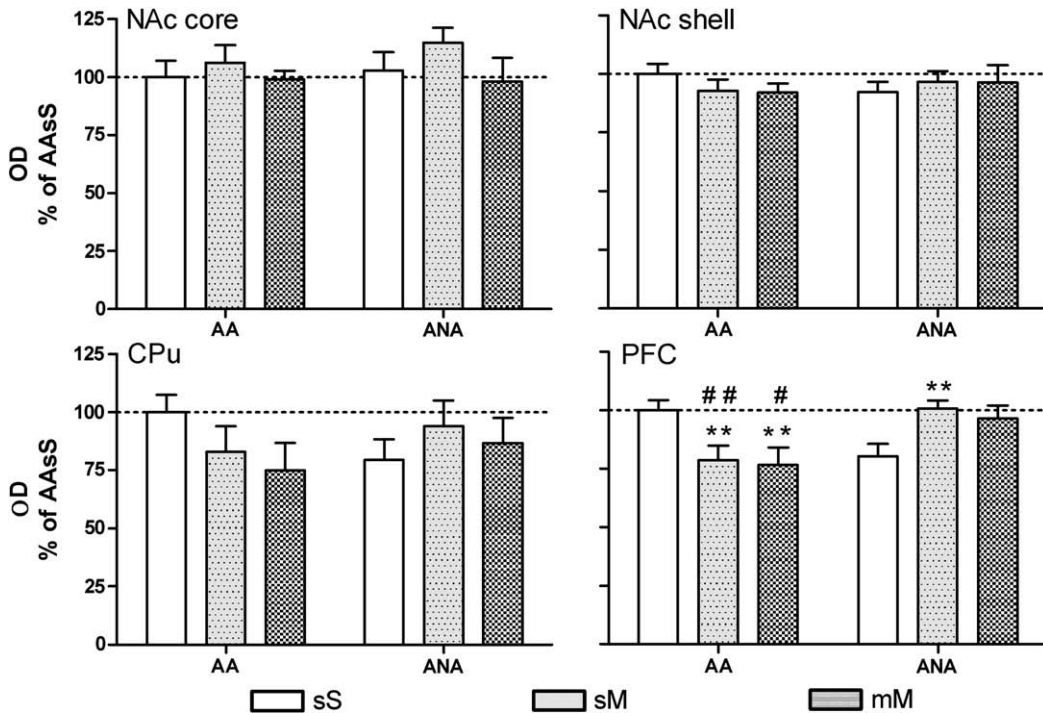 NAc core
NAc shell
125
100
75
50
25
0
OD
% of AAsS
AA
ANA
AA
ANA
CPu
PFC
125
100
75
50
25
0
OD
% of AAsS
# #
#
**
**
**
AA
ANA
AA
ANA
sS
sM
mM